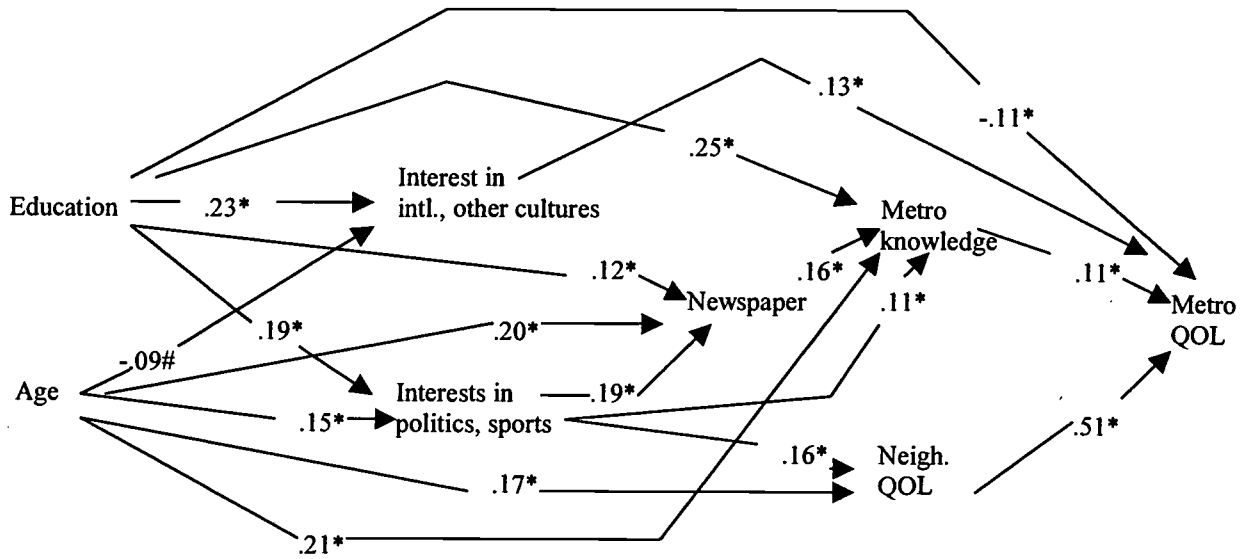 .13*
-.11*
.25*
Interest in
intl., other cultures
Education
.23*
Metro
knowledge
.12*
.16*
.11*
Newspaper
.11*
Metro
QOL
.19*
.20*
-.09#
Age
Interests in
politics, sports
.19*
.15*
.51*
.16*
Neigh.
QOL
.17*
.21*